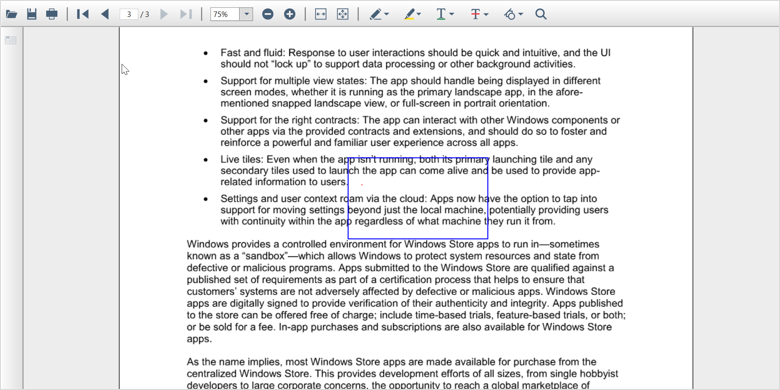 3 / 3
75%
• Fast and fluid: Response to user interactions should be quick and intuitive, and the UI
should not “lock up” to support data processing or other background activities.
• Support for multiple view states: The app should handle being displayed in different
screen modes, whether it is running as the primary landscape app, in the afore-
mentioned snapped landscape view, or full-screen in portrait orientation.
• Support for the right contracts: The app can interact with other Windows components or
other apps via the provided contracts and extensions, and should do so to foster and
reinforce a powerful and familiar user experience across all apps.
• Live tiles: Even when the app isn’t running, both its primary launching tile and any
secondary tiles used to launch the app can come alive and be used to provide app-
related information to users.
• Settings and user context roam via the cloud: Apps now have the option to tap into
support for moving settings beyond just the local machine, potentially providing users
with continuity within the app regardless of what machine they run it from.
Windows provides a controlled environment for Windows Store apps to run in—sometimes
known as a “sandbox”—which allows Windows to protect system resources and state from
defective or malicious programs. Apps submitted to the Windows Store are qualified against a
published set of requirements as part of a certification process that helps to ensure that
customers’ systems are not adversely affected by defective or malicious apps. Windows Store
apps are digitally signed to provide verification of their authenticity and integrity. Apps published
to the store can be offered free of charge; include time-based trials, feature-based trials, or both;
or be sold for a fee. In-app purchases and subscriptions are also available for Windows Store
apps.
As the name implies, most Windows Store apps are made available for purchase from the
centralized Windows Store. This provides development efforts of all sizes, from single hobbyist
developers to large corporate concerns, the opportunity to reach a global marketplace of